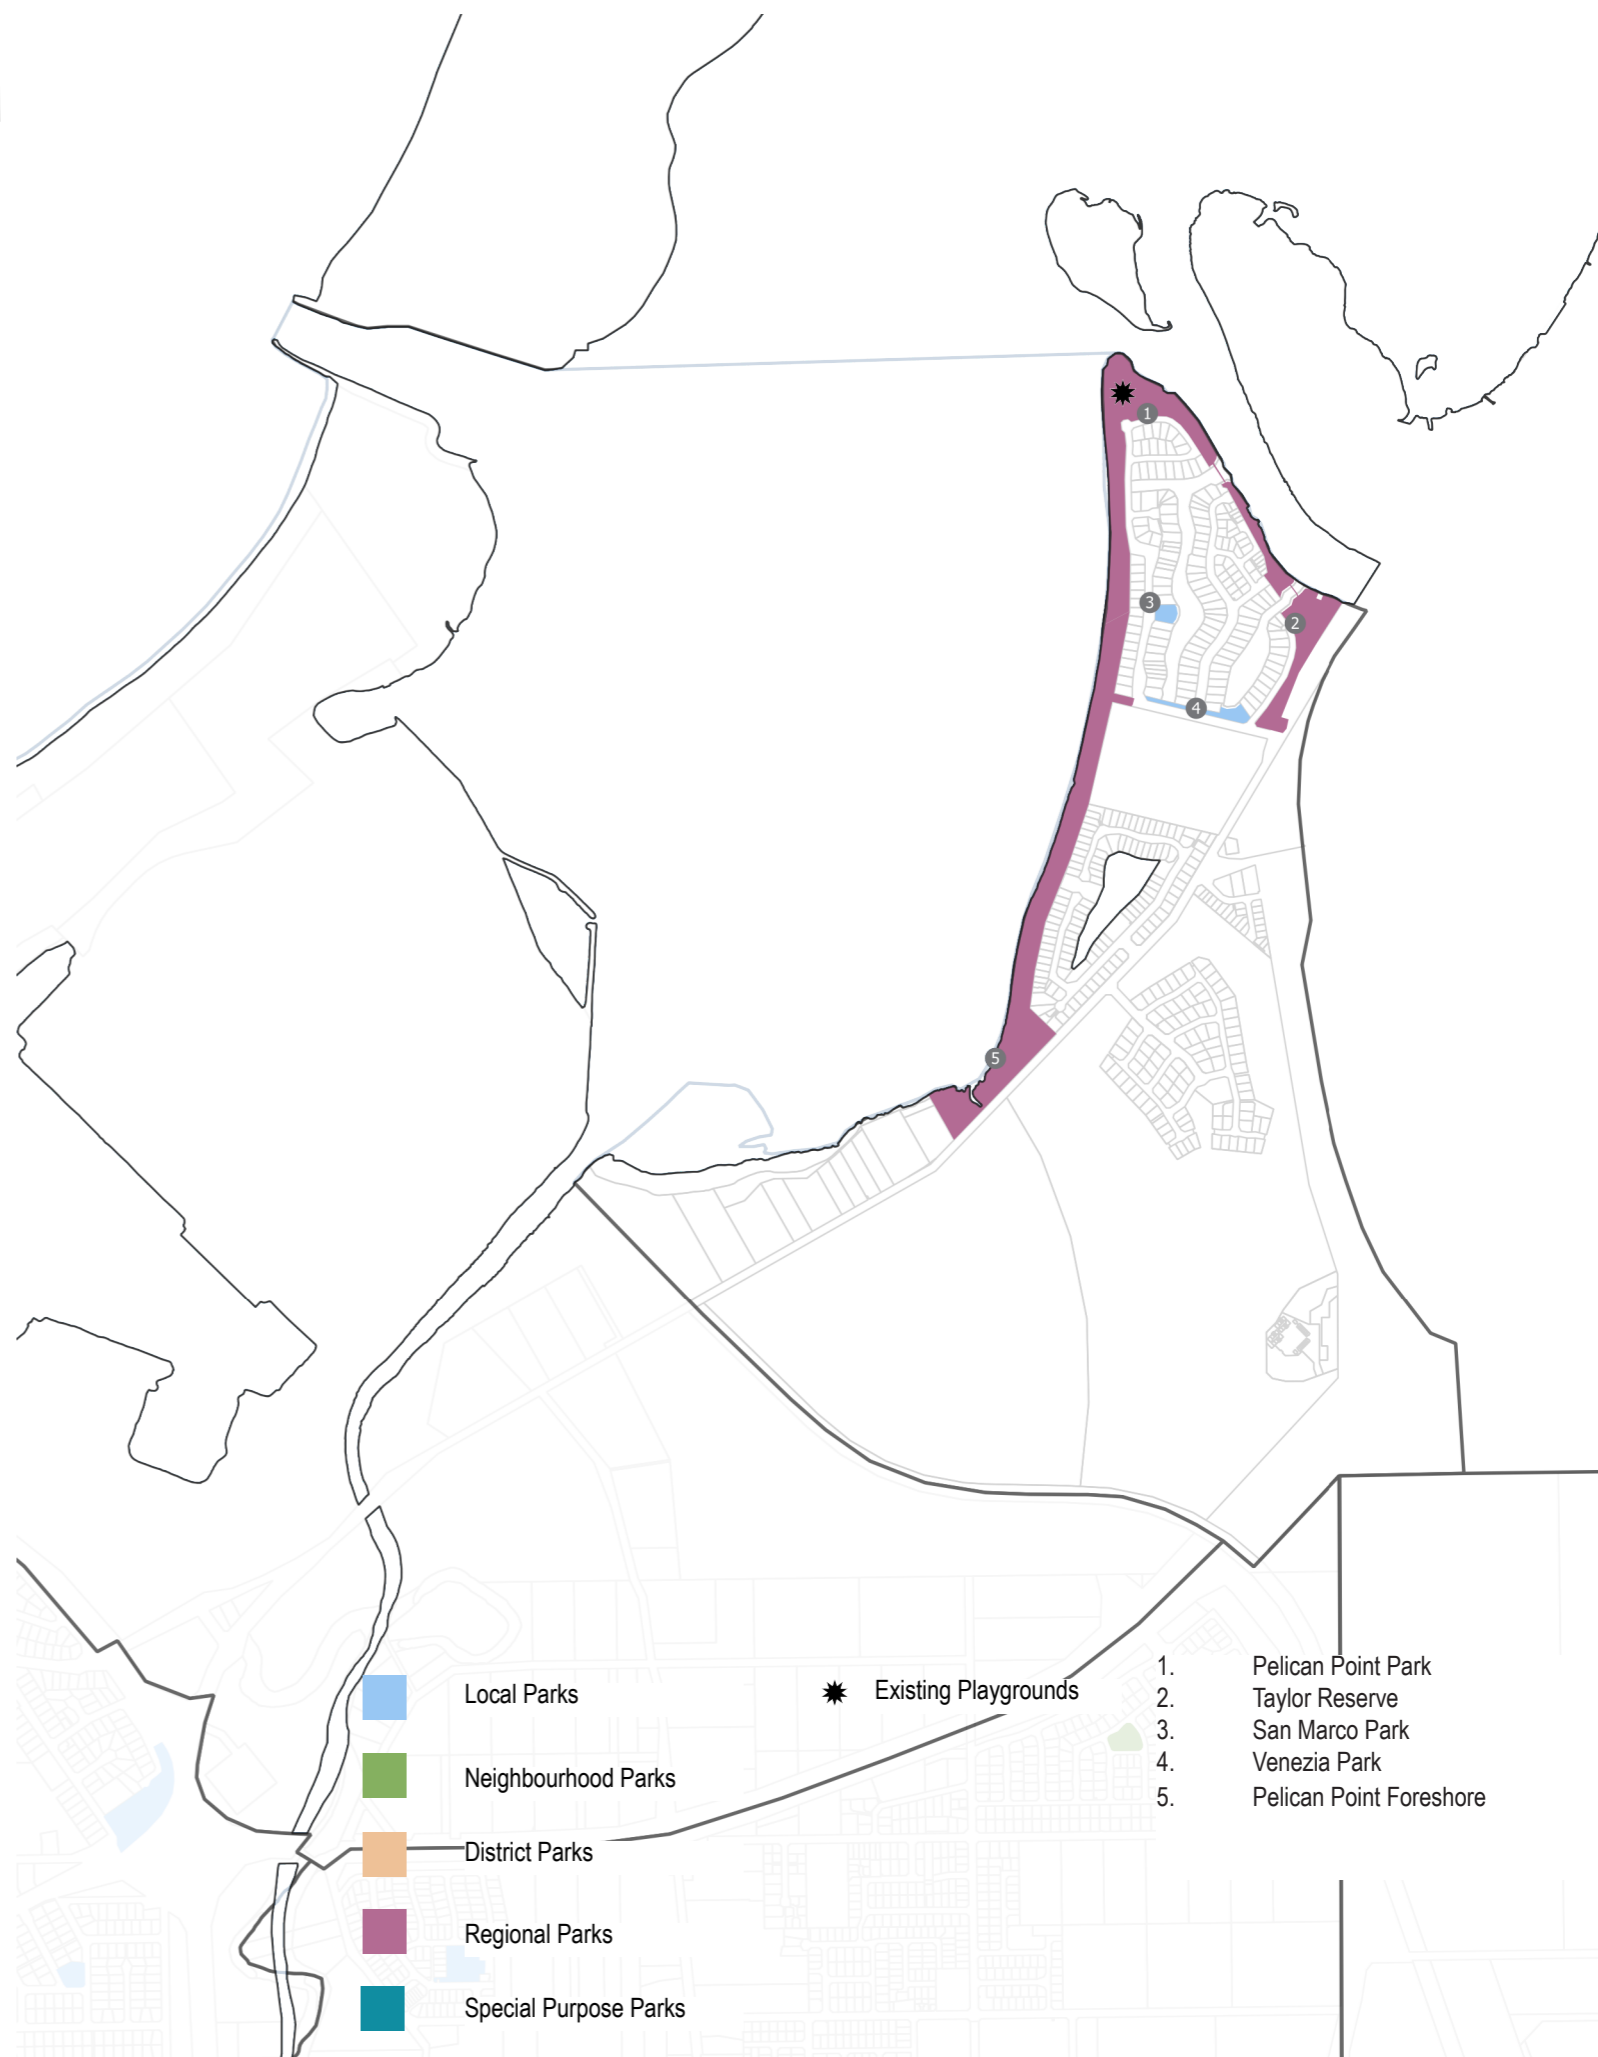 1
3
2
4
5
Local Parks
Neighbourhood Parks
District Parks
Regional Parks
Special Purpose Parks
Existing Playgrounds
1. Pelican Point Park
2. Taylor Reserve
3. San Marco Park
4. Venezia Park
5. Pelican Point Foreshore